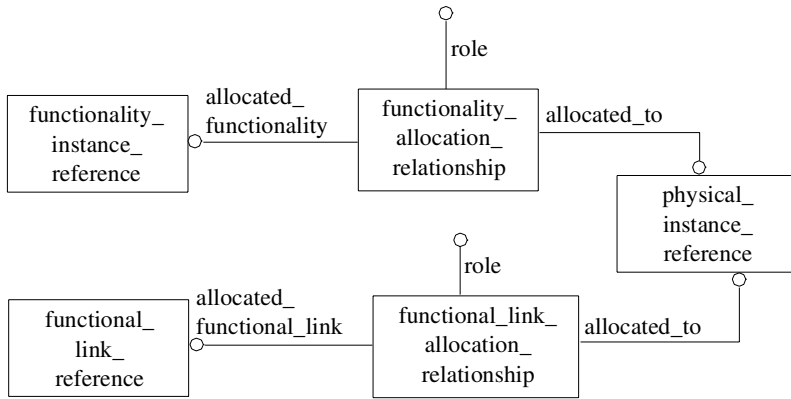 role
allocated_
functionality
functionality_
instance_
reference
functionality_
allocation_
relationship
allocated_to
physical_
instance_
reference
role
allocated_
functional_link
functional_
link_
reference
functional_link_
allocation_
relationship
allocated_to